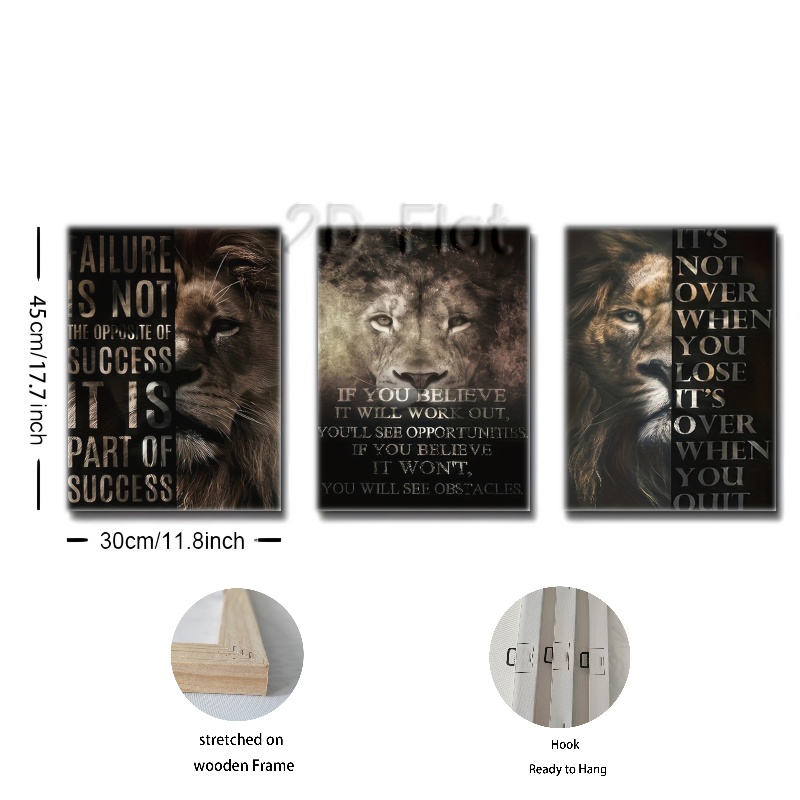 2D Flat
45cm/17.7inch
FAILURE
IS NOT
THE OPPOSITE OF
SUCCESS
IT IS
PART OF
SUCCESS
IF YOU BELIEVE
IT WILL WORK OUT,
YOU'LL SEE OPPORTUNITIES.
IF YOU BELIEVE
IT WON'T,
YOU WILL SEE OBSTACLES.
IT'S
NOT
OVER
WHEN
YOU
LOSE
IT'S
OVER
WHEN
YOU
QUIT
30cm/11.8inch
stretched on
wooden Frame
Hook
Ready to Hang